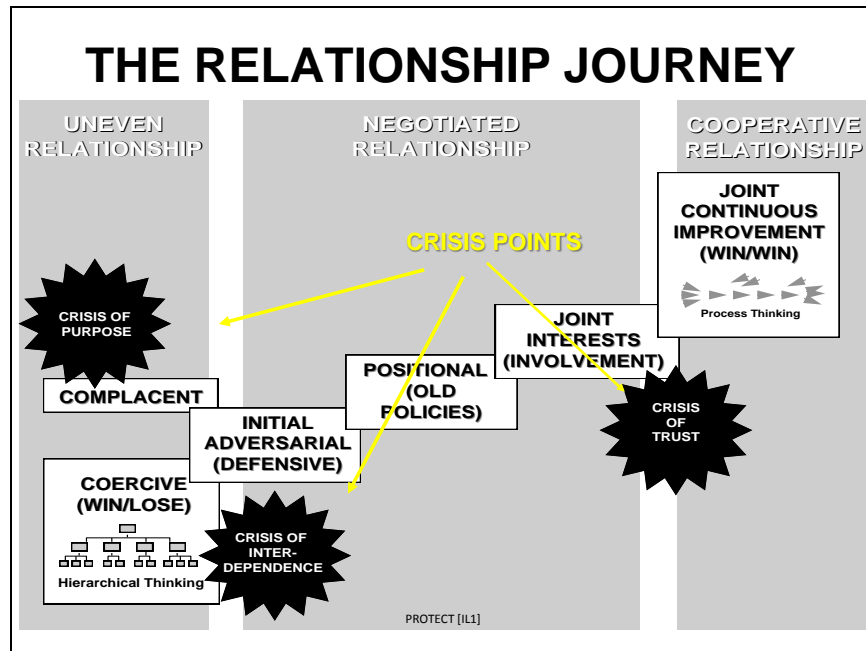 THE RELATIONSHIP JOURNEY
UNEVEN
RELATIONSHIP
NEGOTIATED
RELATIONSHIP
COOPERATIVE
RELATIONSHIP
JOINT
CONTINUOUS
IMPROVEMENT
(WIN/WIN)
Process Thinking
CRISIS POINTS
CRISIS OF
PURPOSE
JOINT
INTERESTS
(INVOLVEMENT)
POSITIONAL
(OLD
POLICIES)
COMPLACENT
INITIAL
ADVERSARIAL
(DEFENSIVE)
CRISIS
OF
TRUST
COERCIVE
(WIN/LOSE)
Hierarchical Thinking
CRISIS OF
INTER-
DEPENDENCE
PROTECT [IL1]